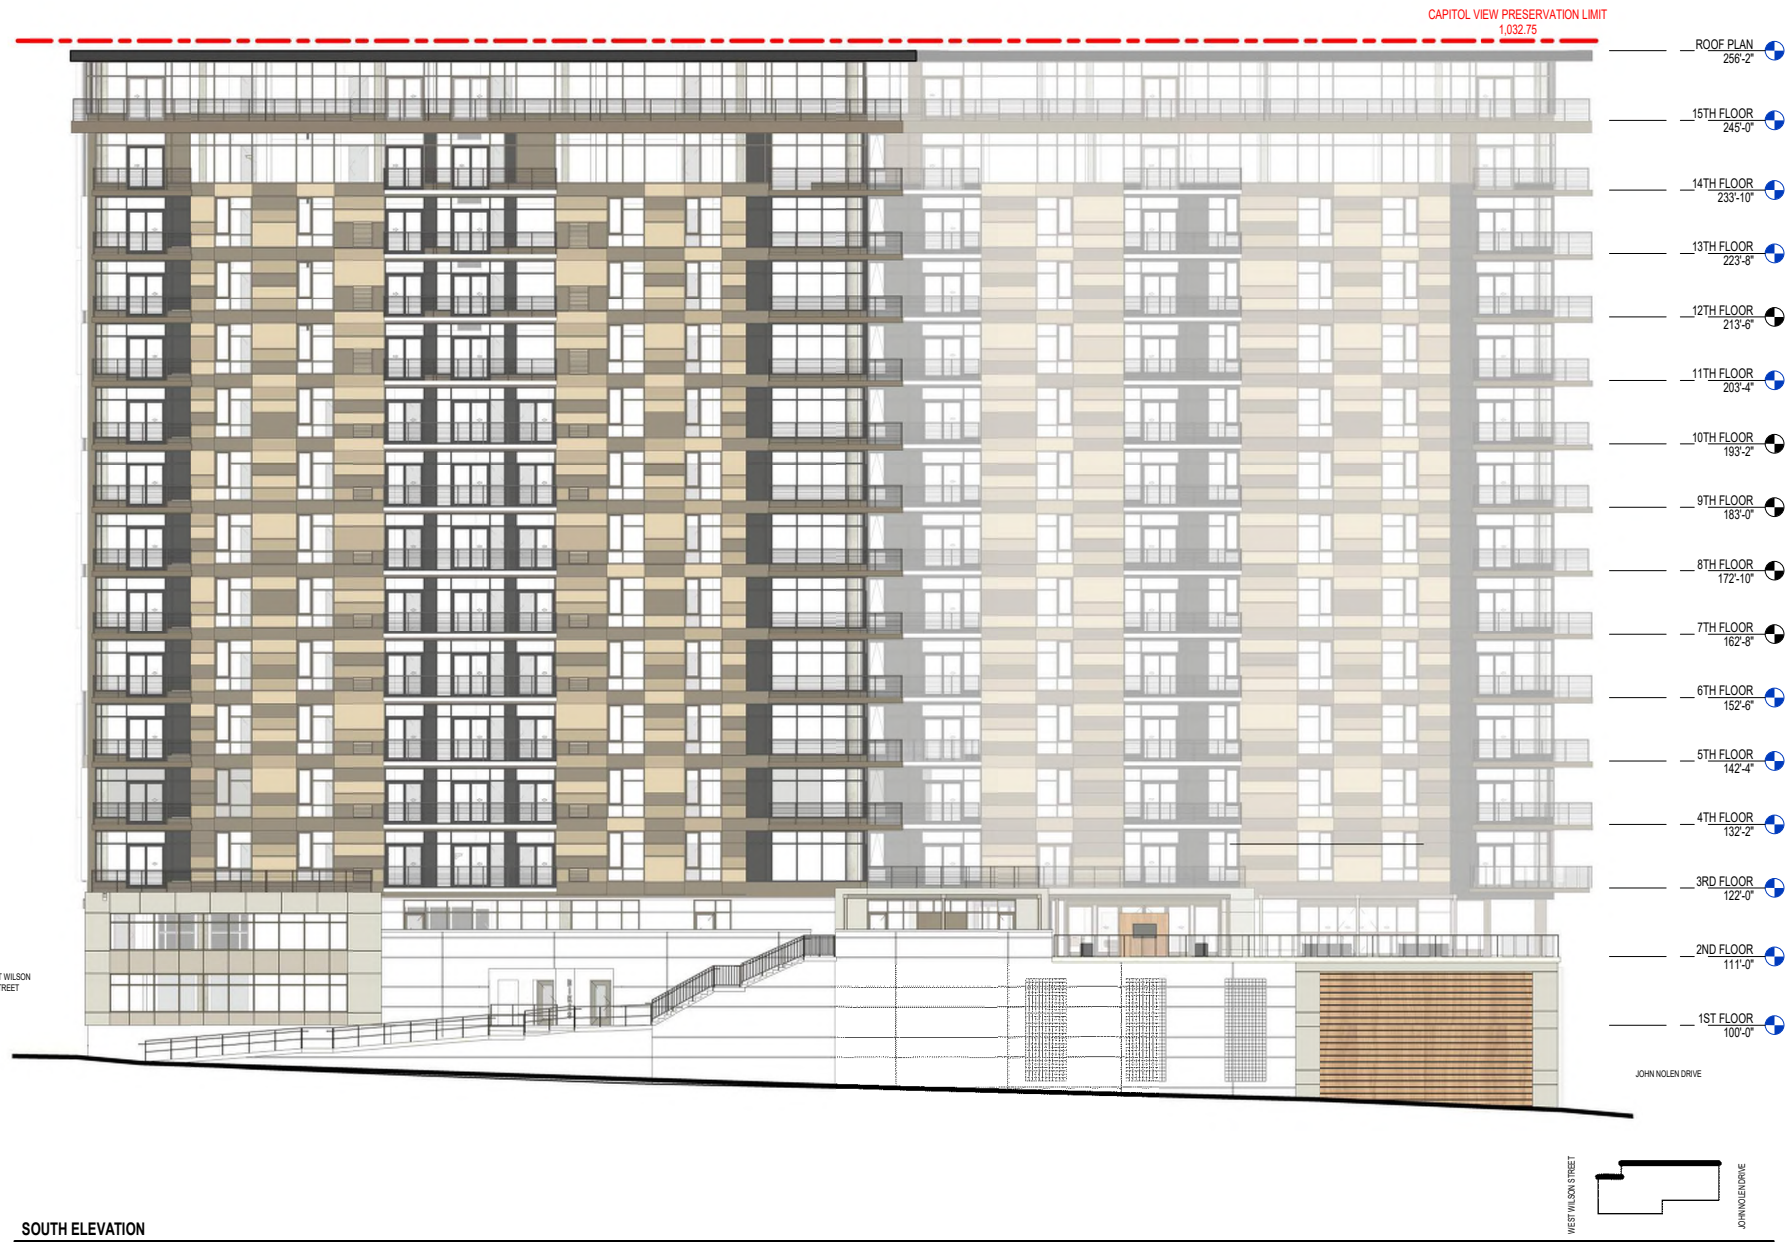 CAPITOL VIEW PRESERVATION LIMIT
1,032.75
ROOF PLAN
256'-2"
15TH FLOOR
245'-0"
14TH FLOOR
233'-10"
13TH FLOOR
223'-8"
12TH FLOOR
213'-6"
11TH FLOOR
203'-4"
10TH FLOOR
193'-2"
9TH FLOOR
183'-0"
8TH FLOOR
172'-10"
7TH FLOOR
162'-8"
6TH FLOOR
152'-6"
5TH FLOOR
142'-4"
4TH FLOOR
132'-2"
3RD FLOOR
122'-0"
2ND FLOOR
111'-0"
T WILSON
REET
1ST FLOOR
100'-0"
JOHN NOLEN DRIVE
WEST WILSON STREET
JOHN NOLEN DRIVE
SOUTH ELEVATION